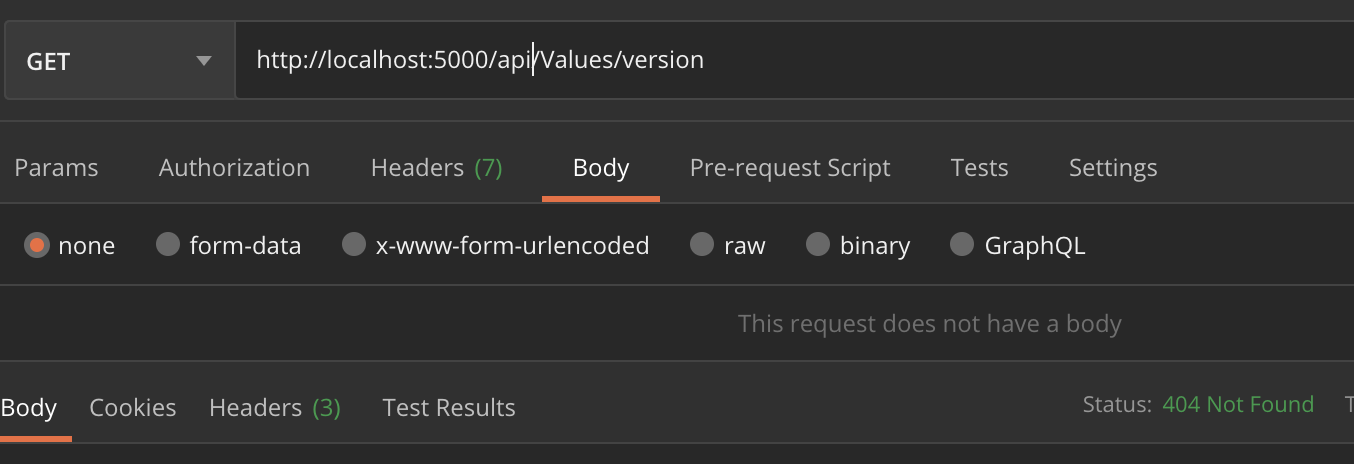 GET http://localhost:5000/api/Values/version
Params Authorization Headers (7) Body Pre-request Script Tests Settings
none form-data x-www-form-urlencoded raw binary GraphQL
This request does not have a body
Body Cookies Headers (3) Test Results Status: 404 Not Found